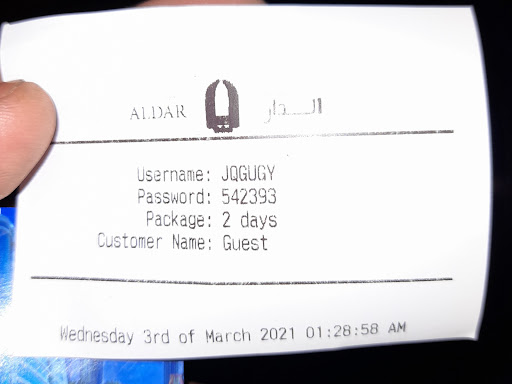 ALDAR الدار
Username: JQGUGY
Password: 542393
Package: 2 days
Customer Name: Guest
Wednesday 3rd of March 2021 01:28:58 AM